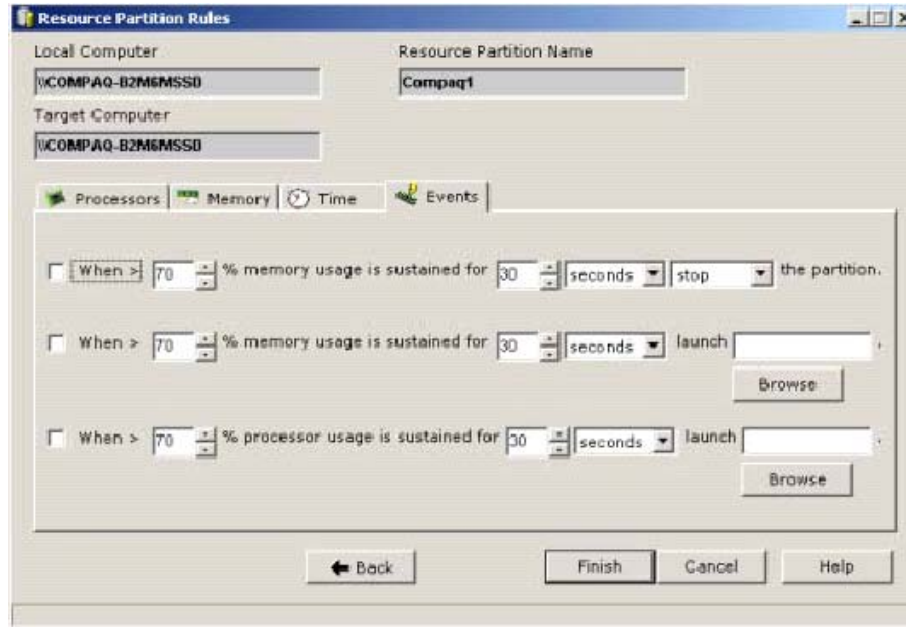 Resource Partition Rules
Local Computer
Resource Partition Name
\\COMPAQ-B2M6MSSD
Compaq1
Target Computer
\\COMPAQ-B2M6MSSD
Processors Memory Time Events
When > 70 % memory usage is sustained for 30 seconds stop the partition.
When > 70 % memory usage is sustained for 30 seconds launch .
Browse
When > 70 % processor usage is sustained for 30 seconds launch .
Browse
Back Finish Cancel Help